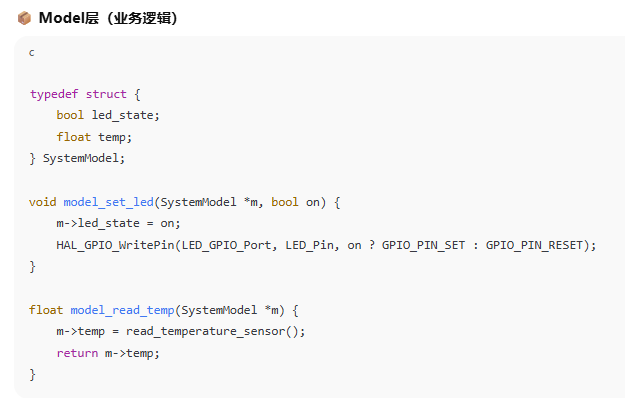 📦 Model层（业务逻辑）
c
typedef struct {
    bool led_state;
    float temp;
} SystemModel;
void model_set_led(SystemModel *m, bool on) {
    m->led_state = on;
    HAL_GPIO_WritePin(LED_GPIO_Port, LED_Pin, on ? GPIO_PIN_SET : GPIO_PIN_RESET);
}
float model_read_temp(SystemModel *m) {
    m->temp = read_temperature_sensor();
    return m->temp;
}